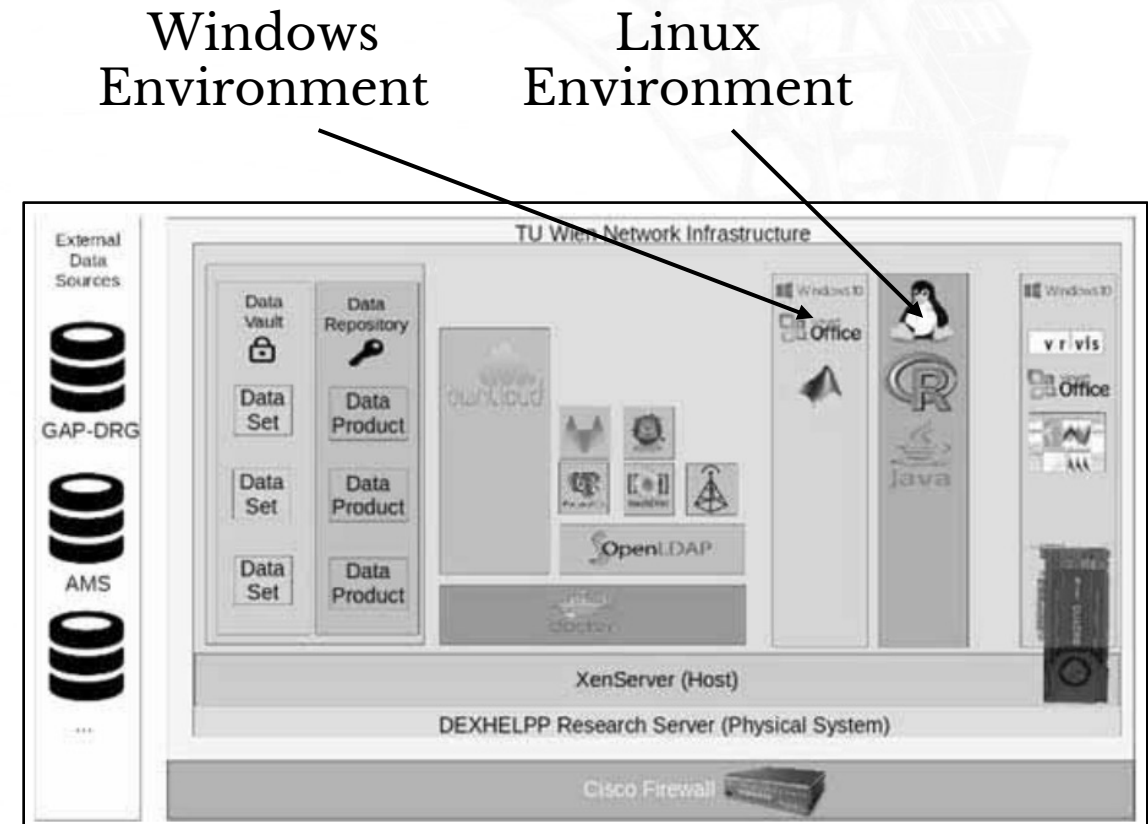 Windows
Environment
Linux
Environment
External
Data
Sources
GAP-DRG
AMS
...
TU Wien Network Infrastructure
Data
Vault
Data
Set
Data
Set
Data
Set
Data
Repository
Data
Product
Data
Product
Data
Product
ownCloud
OpenLDAP
docker
Windows 10
Office
R
Java
Windows 10
vrvis
Office
XenServer (Host)
DEXHELPP Research Server (Physical System)
Cisco Firewall